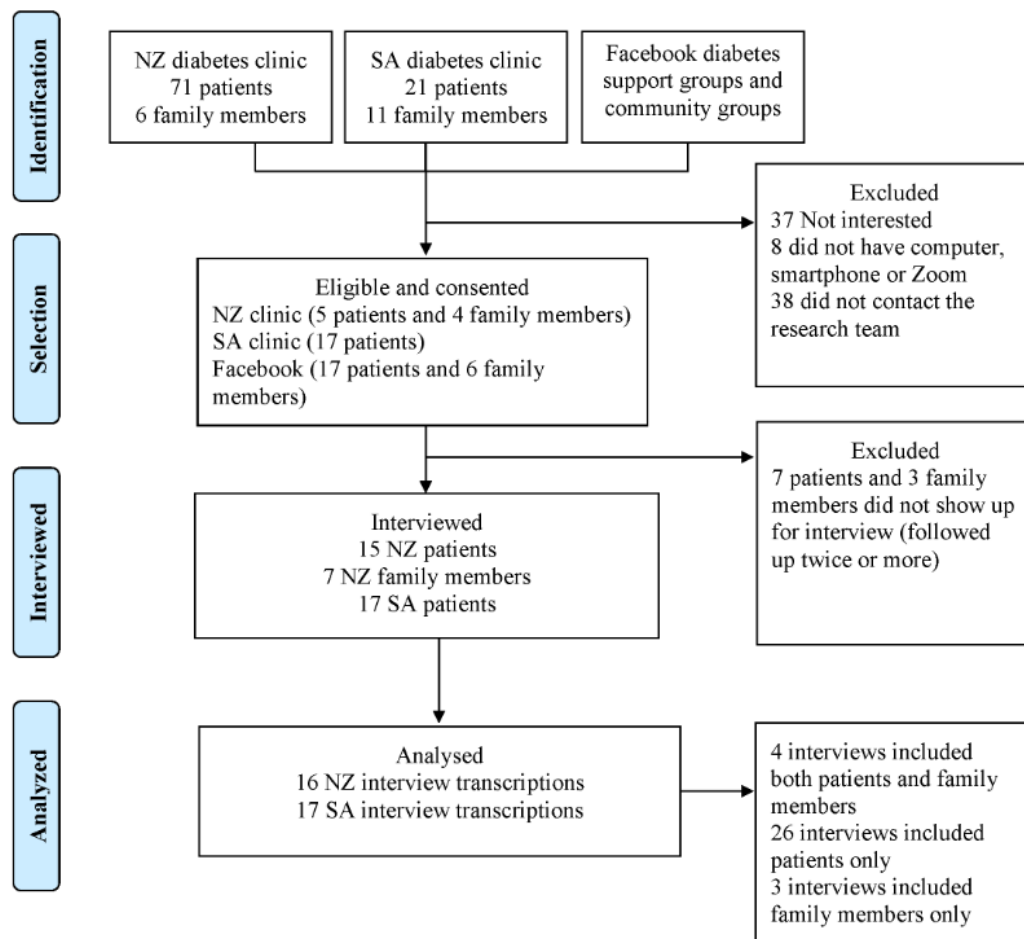 Identification
NZ diabetes clinic
71 patients
6 family members
SA diabetes clinic
21 patients
11 family members
Facebook diabetes
support groups and
community groups
Excluded
37 Not interested
8 did not have computer,
smartphone or Zoom
38 did not contact the
research team
Selection
Eligible and consented
NZ clinic (5 patients and 4 family members)
SA clinic (17 patients)
Facebook (17 patients and 6 family
members)
Excluded
7 patients and 3 family
members did not show up
for interview (followed
up twice or more)
Interviewed
Interviewed
15 NZ patients
7 NZ family members
17 SA patients
Analyzed
Analysed
16 NZ interview transcriptions
17 SA interview transcriptions
4 interviews included
both patients and family
members
26 interviews included
patients only
3 interviews included
family members only